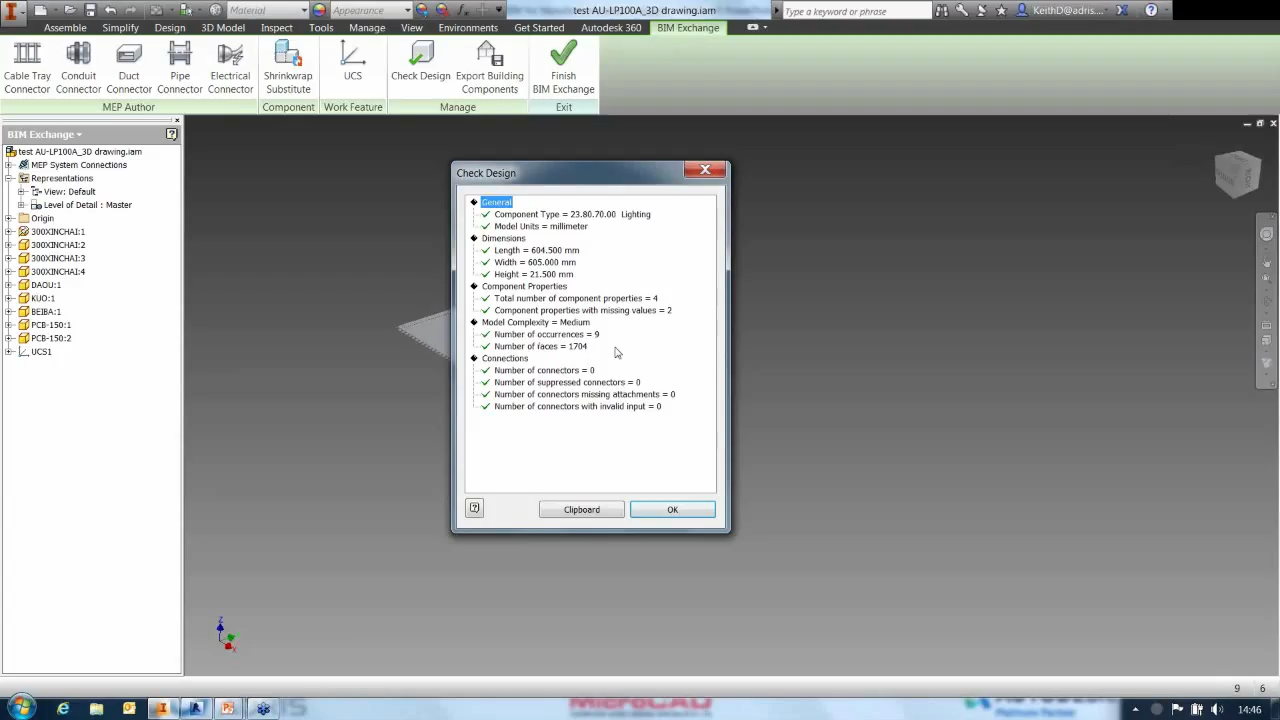 Material
Appearance
test AU-LP100A_3D drawing.iam
Type a keyword or phrase
KeithD@adris...
Assemble Simplify Design 3D Model Inspect Tools Manage View Environments Get Started Autodesk 360 BIM Exchange
Cable Tray Connector
Conduit Connector
Duct Connector
Pipe Connector
Electrical Connector
Shrinkwrap Substitute
UCS
Check Design
Export Building Components
Finish BIM Exchange
MEP Author Component Work Feature Manage Exit
BIM Exchange
test AU-LP100A_3D drawing.iam
MEP System Connections
Representations
View: Default
Level of Detail : Master
Origin
300XINCHAI:1
300XINCHAI:2
300XINCHAI:3
300XINCHAI:4
DAOU:1
KUO:1
BEIBA:1
PCB-150:1
PCB-150:2
UCS1
Check Design
General
Component Type = 23.80.70.00 Lighting
Model Units = millimeter
Dimensions
Length = 604.500 mm
Width = 605.000 mm
Height = 21.500 mm
Component Properties
Total number of component properties = 4
Component properties with missing values = 2
Model Complexity = Medium
Number of occurrences = 9
Number of faces = 1704
Connections
Number of connectors = 0
Number of suppressed connectors = 0
Number of connectors missing attachments = 0
Number of connectors with invalid input = 0
Clipboard
OK
Z
X
9 6
14:46